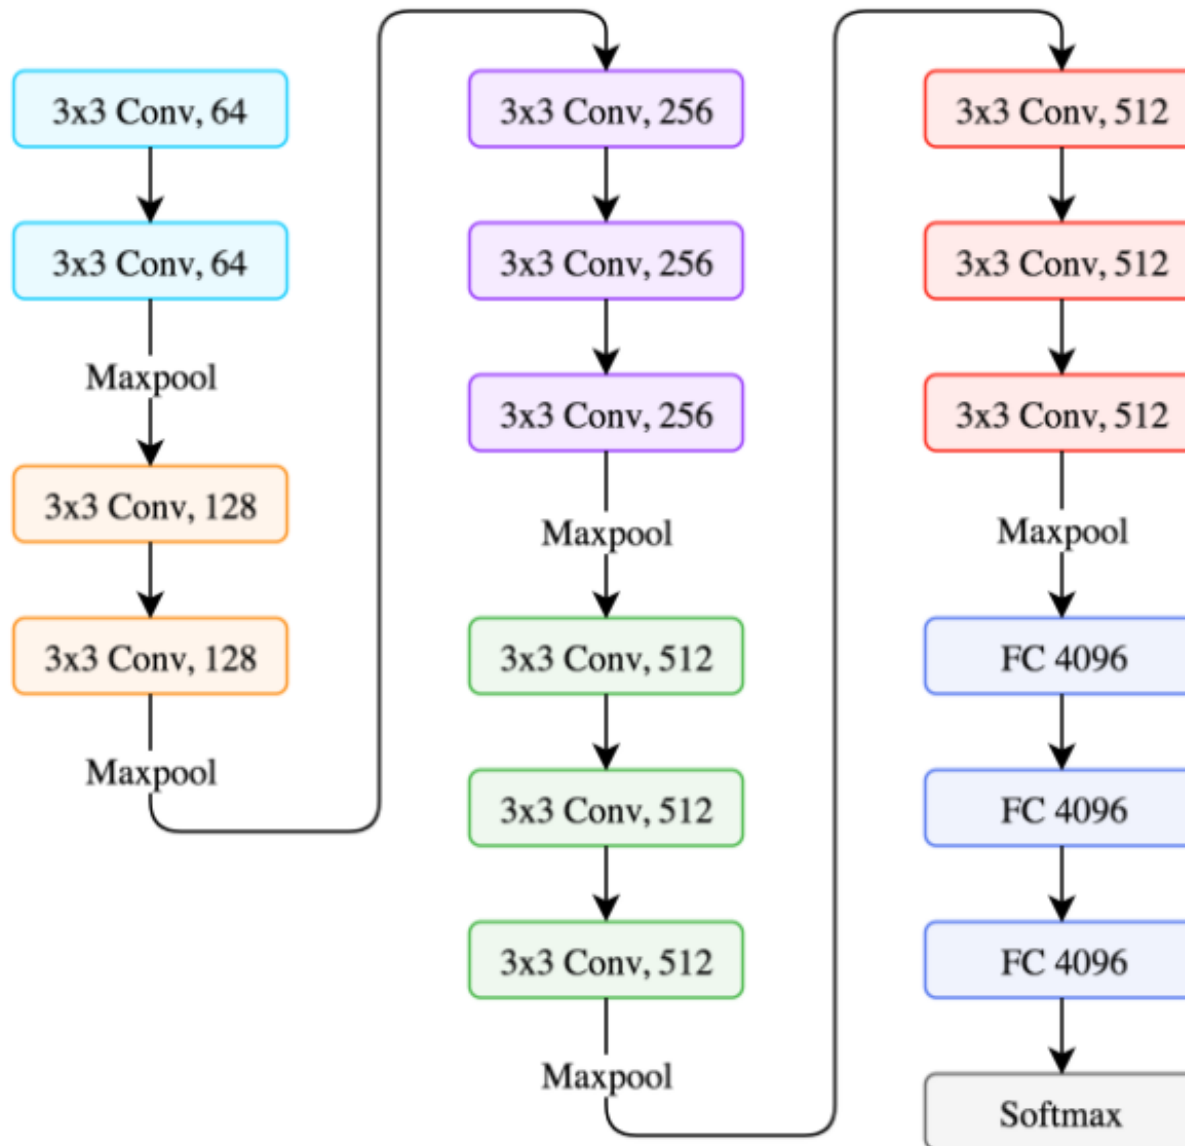 3x3 Conv, 64
3x3 Conv, 64
Maxpool
3x3 Conv, 128
3x3 Conv, 128
Maxpool
3x3 Conv, 256
3x3 Conv, 256
3x3 Conv, 256
Maxpool
3x3 Conv, 512
3x3 Conv, 512
3x3 Conv, 512
Maxpool
3x3 Conv, 512
3x3 Conv, 512
3x3 Conv, 512
Maxpool
FC 4096
FC 4096
FC 4096
Softmax